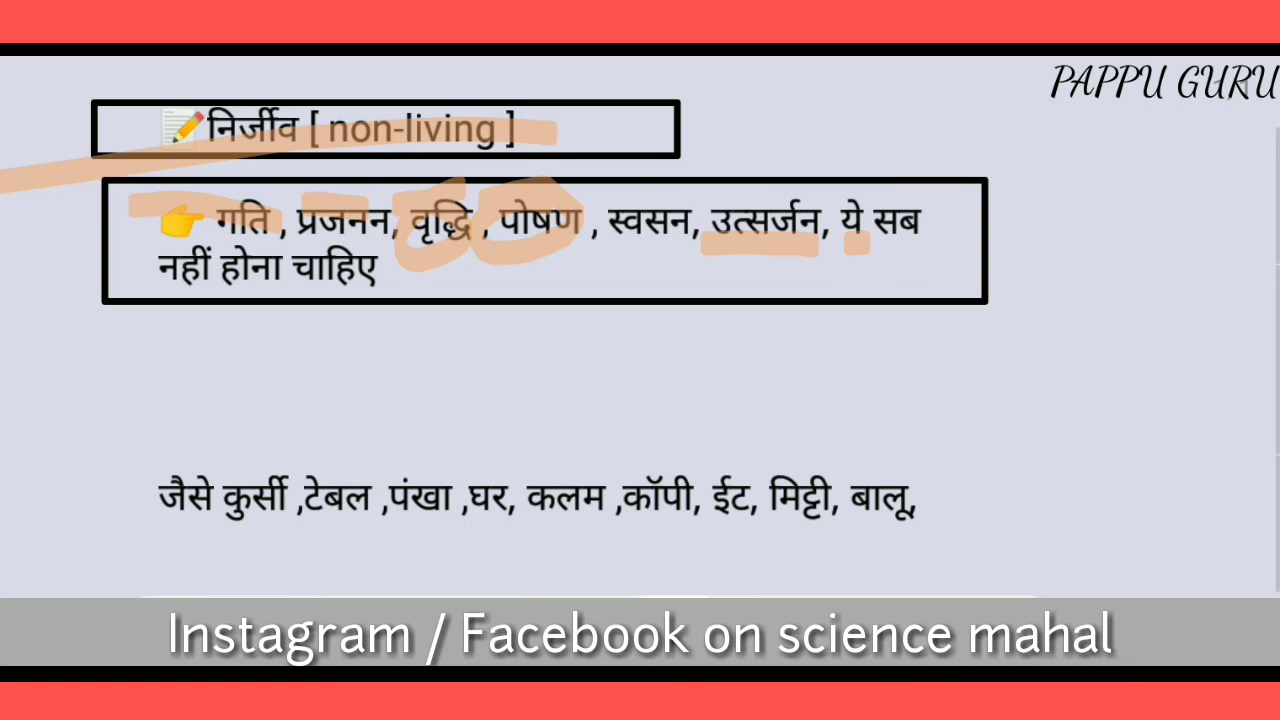 PAPPU GURU
📝निर्जीव [ non-living ]
👉 गति , प्रजनन, वृद्धि , पोषण , स्वसन, उत्सर्जन, ये सब
नहीं होना चाहिए
जैसे कुर्सी ,टेबल ,पंखा ,घर, कलम ,कॉपी, ईट, मिट्टी, बालू,
Instagram / Facebook on science mahal